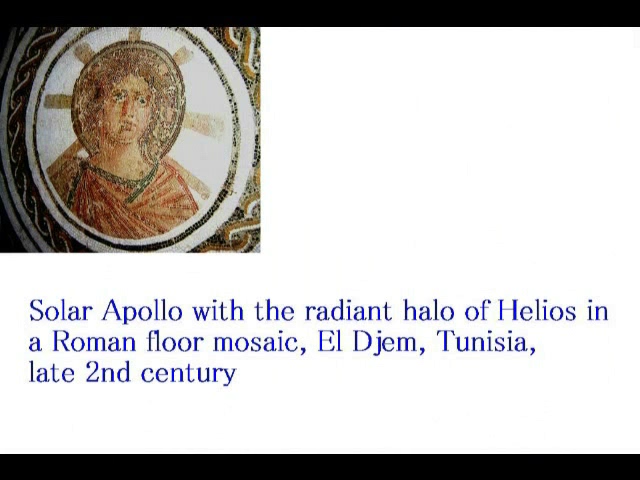 Solar Apollo with the radiant halo of Helios in
a Roman floor mosaic, El Djem, Tunisia,
late 2nd century